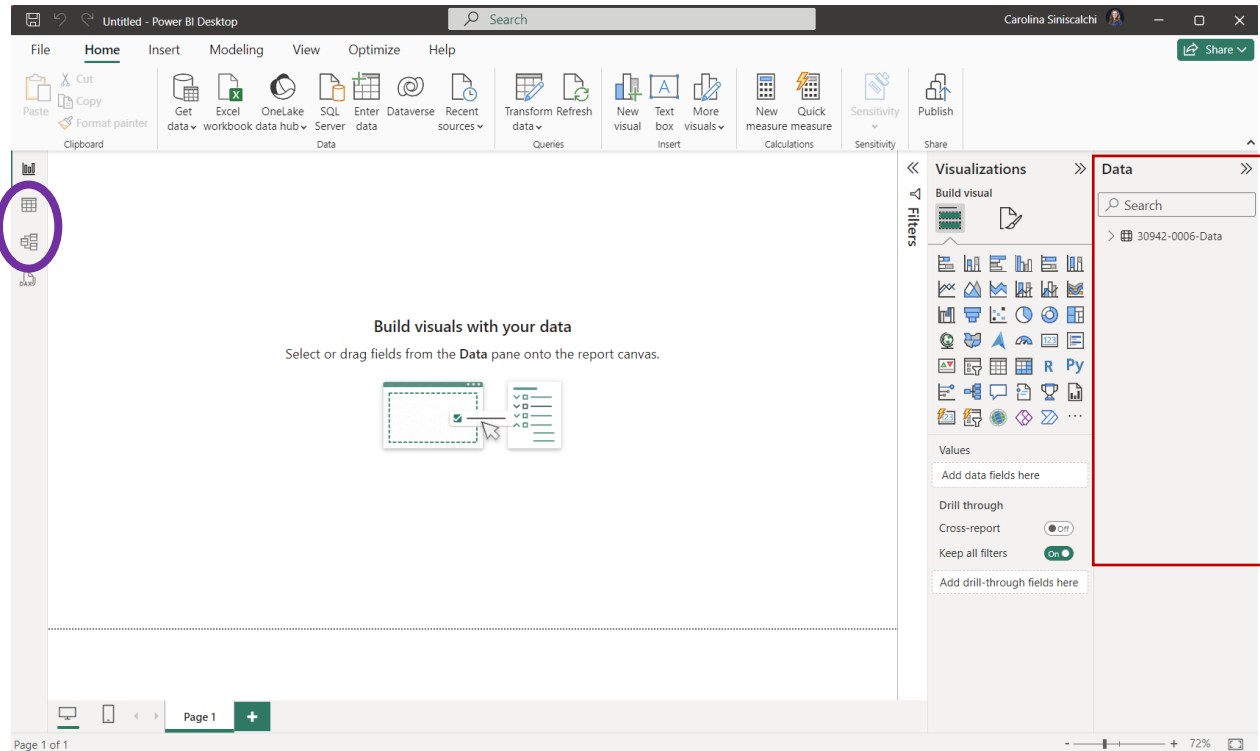 Untitled - Power BI Desktop
Search
Carolina Siniscalchi
File Home Insert Modeling View Optimize Help
Share
Paste
Cut
Copy
Format painter
Clipboard
Get data
Excel workbook
OneLake data hub
SQL Server
Enter data
Dataverse
Recent sources
Data
Transform data
Refresh
Queries
New visual
Text box
More visuals
Insert
New measure
Quick measure
Calculations
Sensitivity
Sensitivity
Publish
Share
DAX
Build visuals with your data
Select or drag fields from the Data pane onto the report canvas.
Filters
Visualizations
Build visual
123
R Py
123
Values
Add data fields here
Drill through
Cross-report Off
Keep all filters On
Add drill-through fields here
Data
Search
30942-0006-Data
Page 1
Page 1 of 1
72%